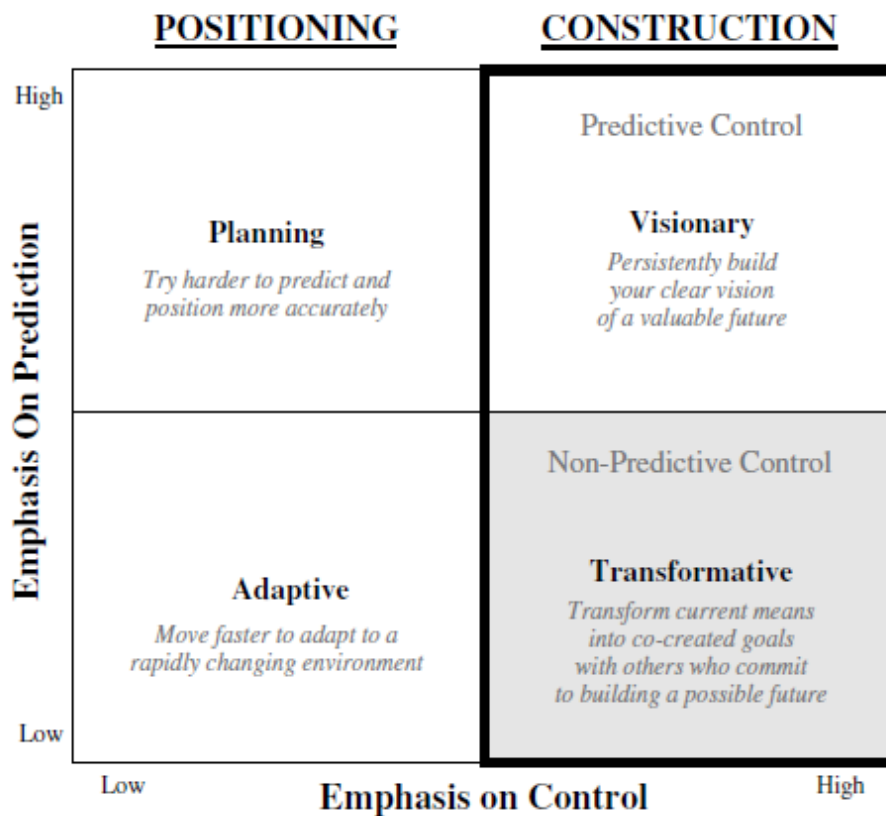 POSITIONING
CONSTRUCTION
High
Predictive Control
Planning
Try harder to predict and
position more accurately
Visionary
Persistently build
your clear vision
of a valuable future
Emphasis On Prediction
Non-Predictive Control
Adaptive
Move faster to adapt to a
rapidly changing environment
Transformative
Transform current means
into co-created goals
with others who commit
to building a possible future
Low
Low
Emphasis on Control
High